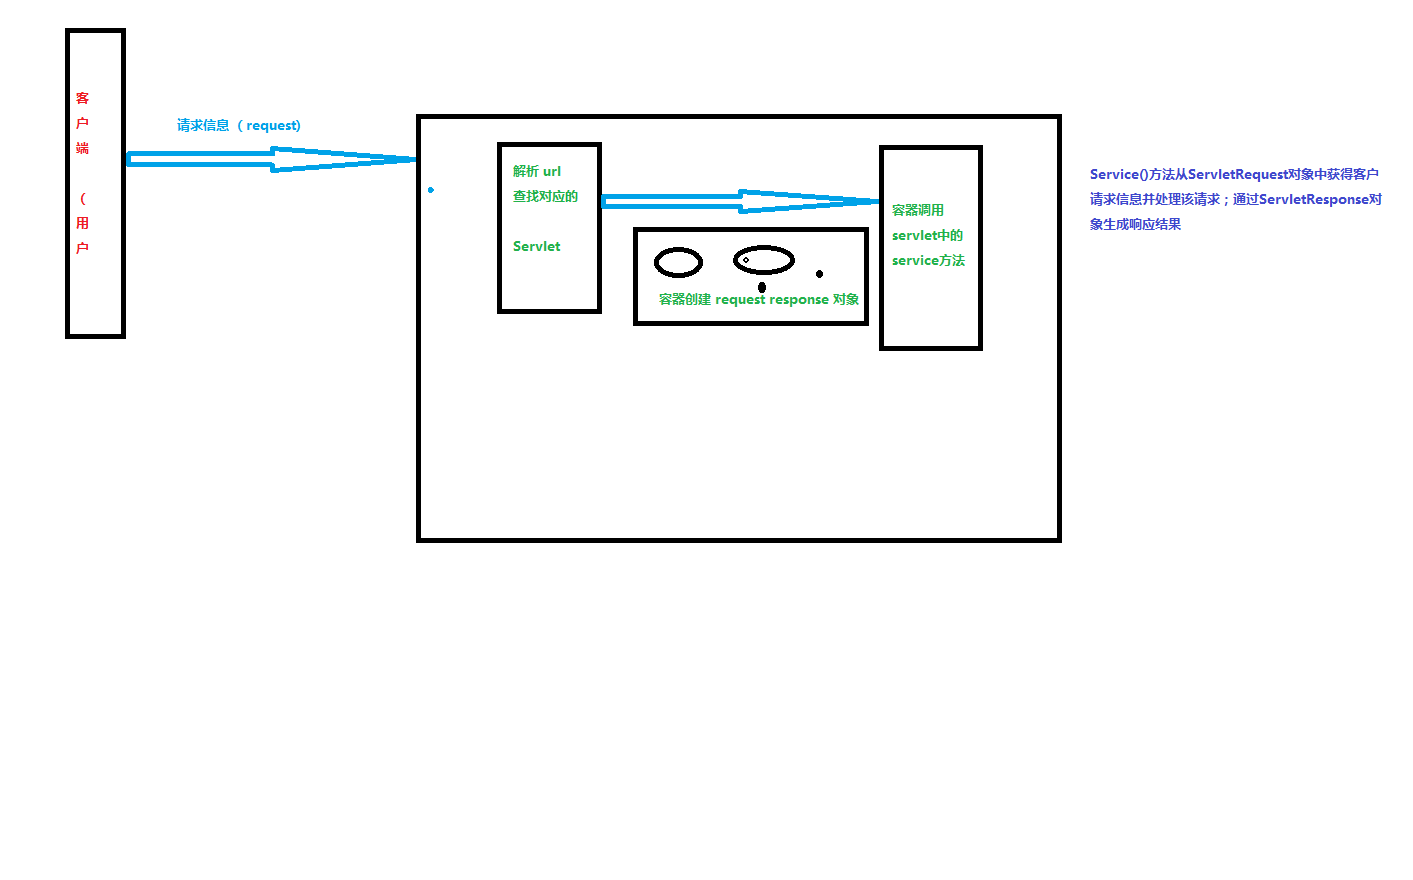 客
户
端
（
用
户
请求信息（ request)
解析 url
查找对应的
Servlet
容器创建 request response 对象
容器调用
servlet中的
service方法
Service()方法从ServletRequest对象中获得客户
请求信息并处理该请求；通过ServletResponse对
象生成响应结果